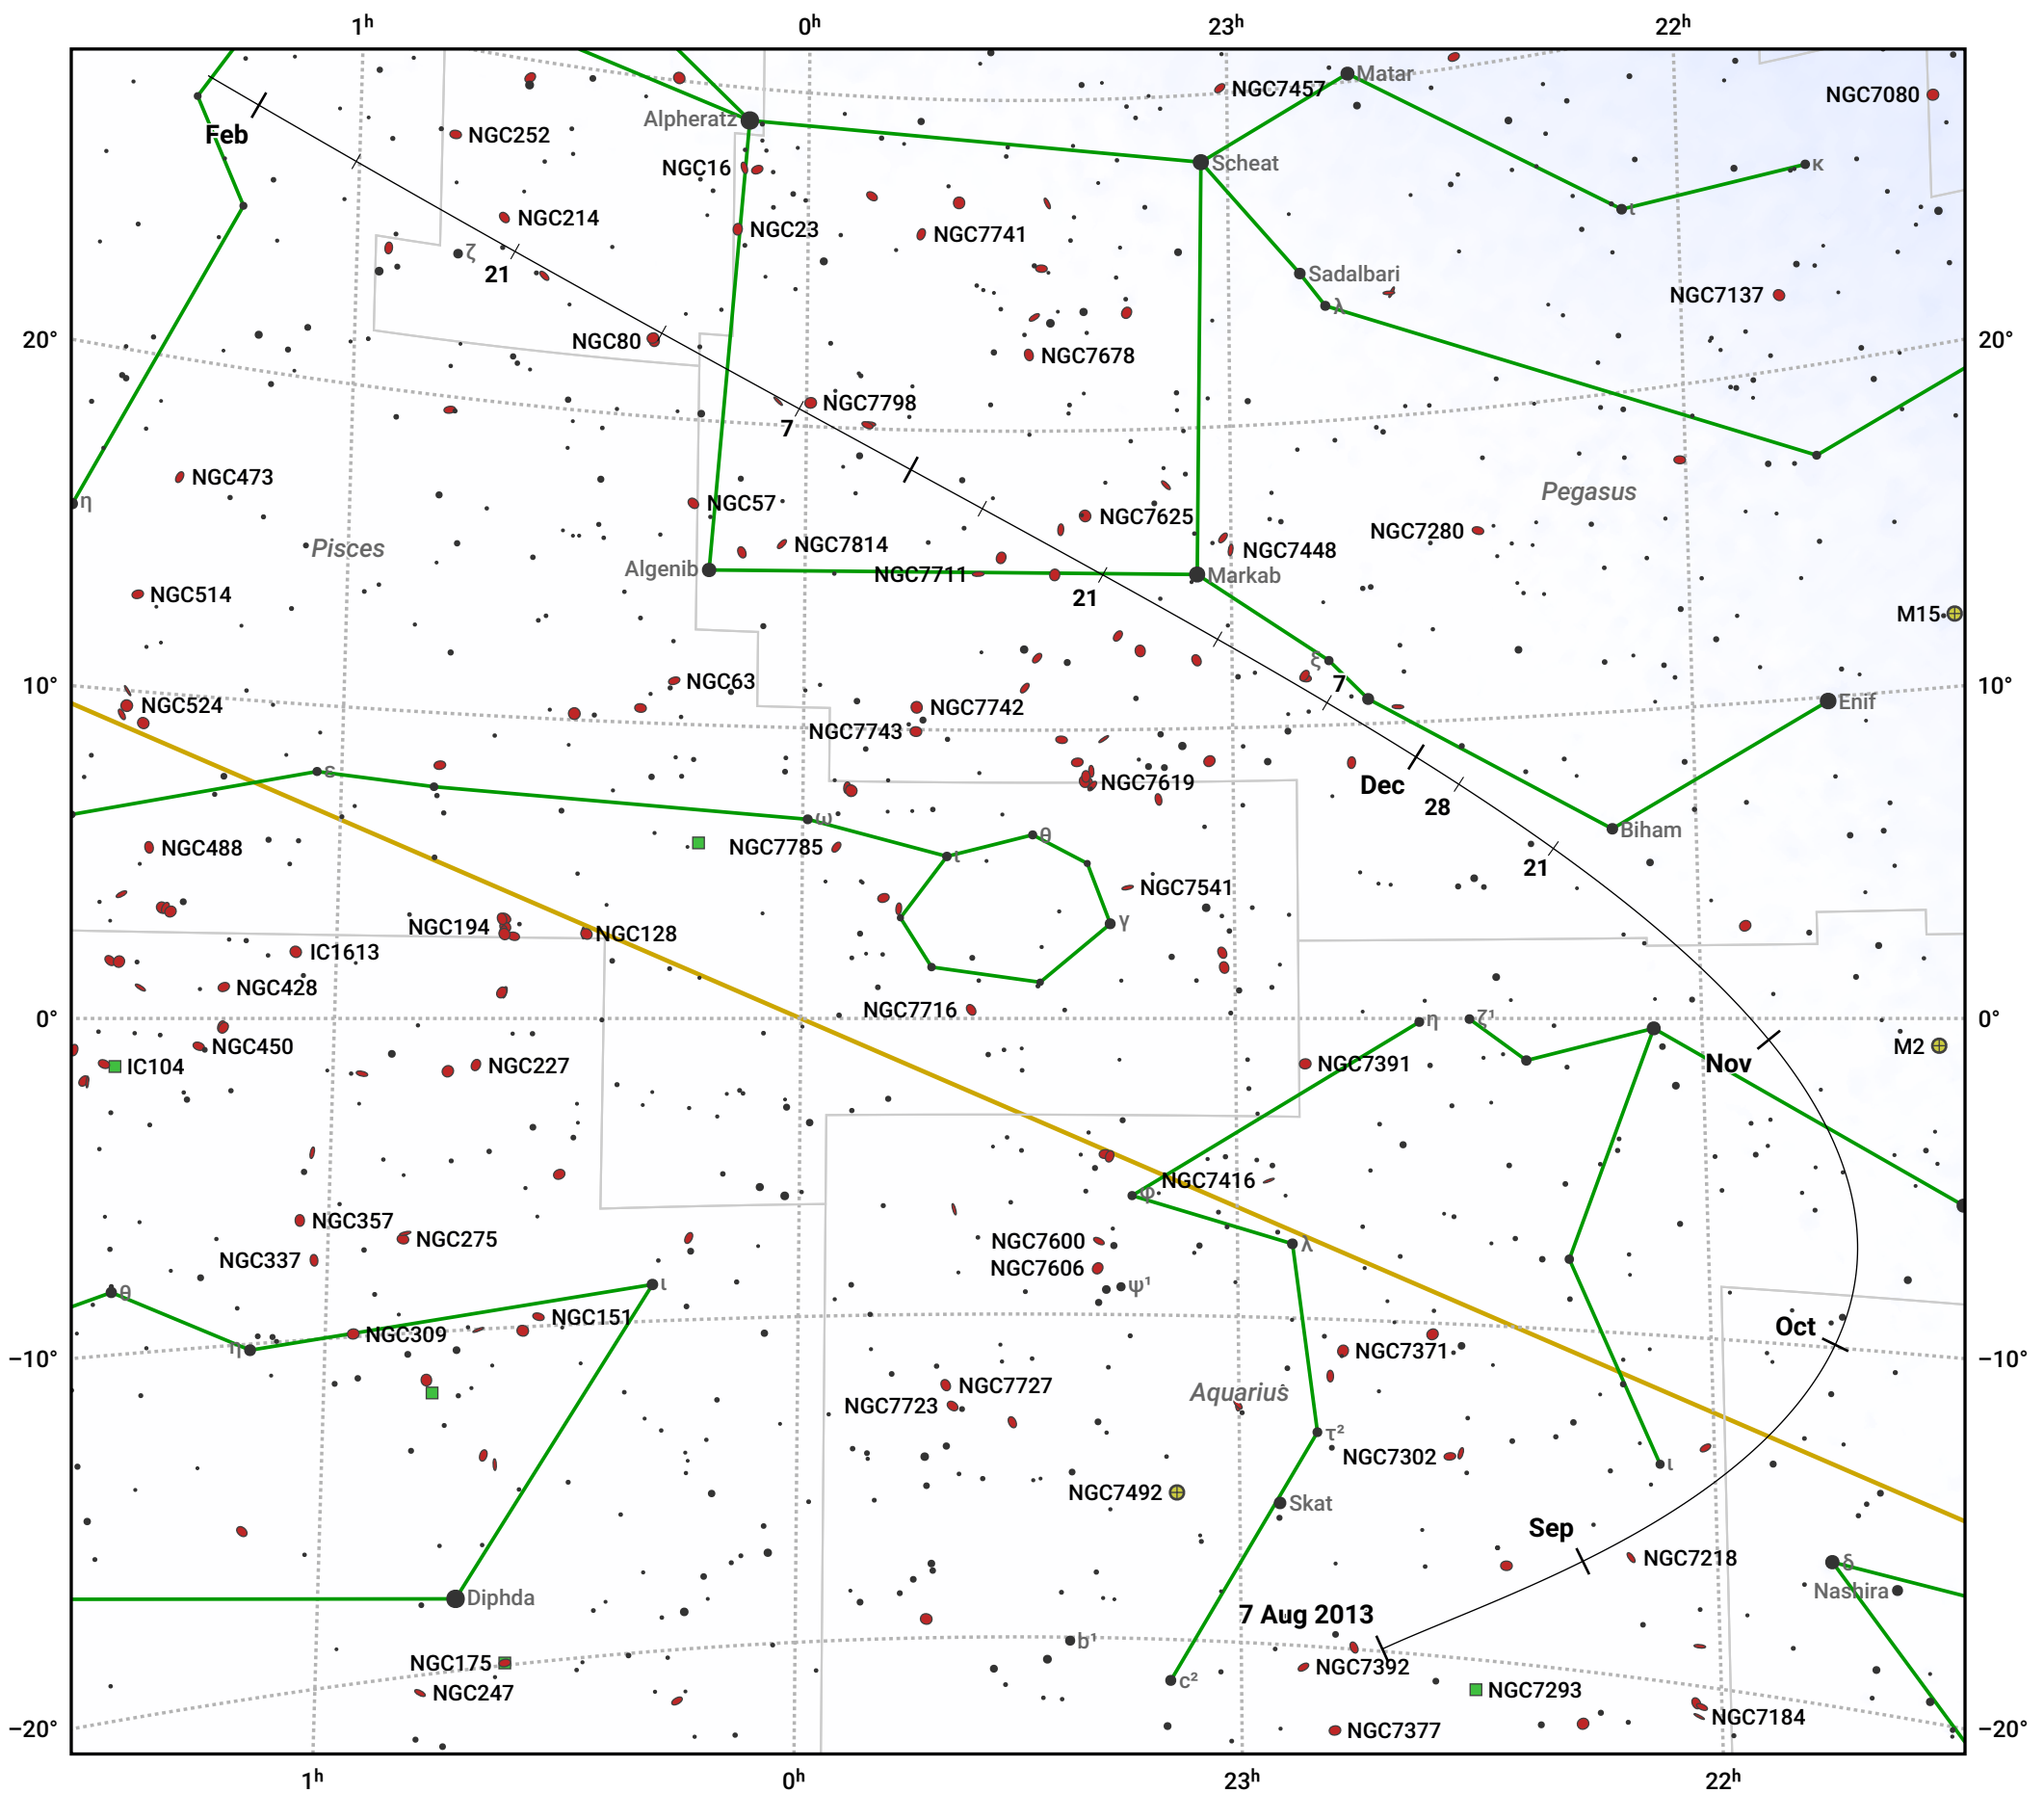 1ʰ 0ʰ 23ʰ 22ʰ
Matar
NGC7457
NGC7080
Alpheratz
Feb
NGC252
NGC16
Scheat
κ
NGC214
ι
NGC23
NGC7741
ζ
21
Sadalbari
NGC7137
λ
20°
NGC80
NGC7678
20°
NGC7798
7
NGC473
Pegasus
η
NGC57
NGC7625
NGC7280
Pisces
NGC7814
NGC7448
Algenib
NGC7711
Markab
NGC514
21
M15
ξ
10°
NGC63
7
10°
NGC524
NGC7742
Enif
NGC7743
ε
NGC7619
Dec
28
ω
θ
Biham
NGC488
NGC7785
ι
21
NGC7541
NGC194
NGC128
γ
IC1613
NGC428
NGC7716
0°
η
ζ¹
0°
NGC450
M2
IC104
NGC227
NGC7391
Nov
NGC7416
φ
NGC357
NGC275
NGC7600
λ
NGC337
NGC7606
ψ¹
θ
ι
NGC151
Oct
NGC309
η
−10°
NGC7371
−10°
NGC7727
Aquarius
NGC7723
τ²
NGC7302
ι
NGC7492
Skat
Sep
NGC7218
δ
Diphda
Nashira
7 Aug 2013
b¹
NGC175
NGC7392
c²
NGC247
NGC7293
−20°
NGC7377
NGC7184
−20°
1ʰ 0ʰ 23ʰ 22ʰ